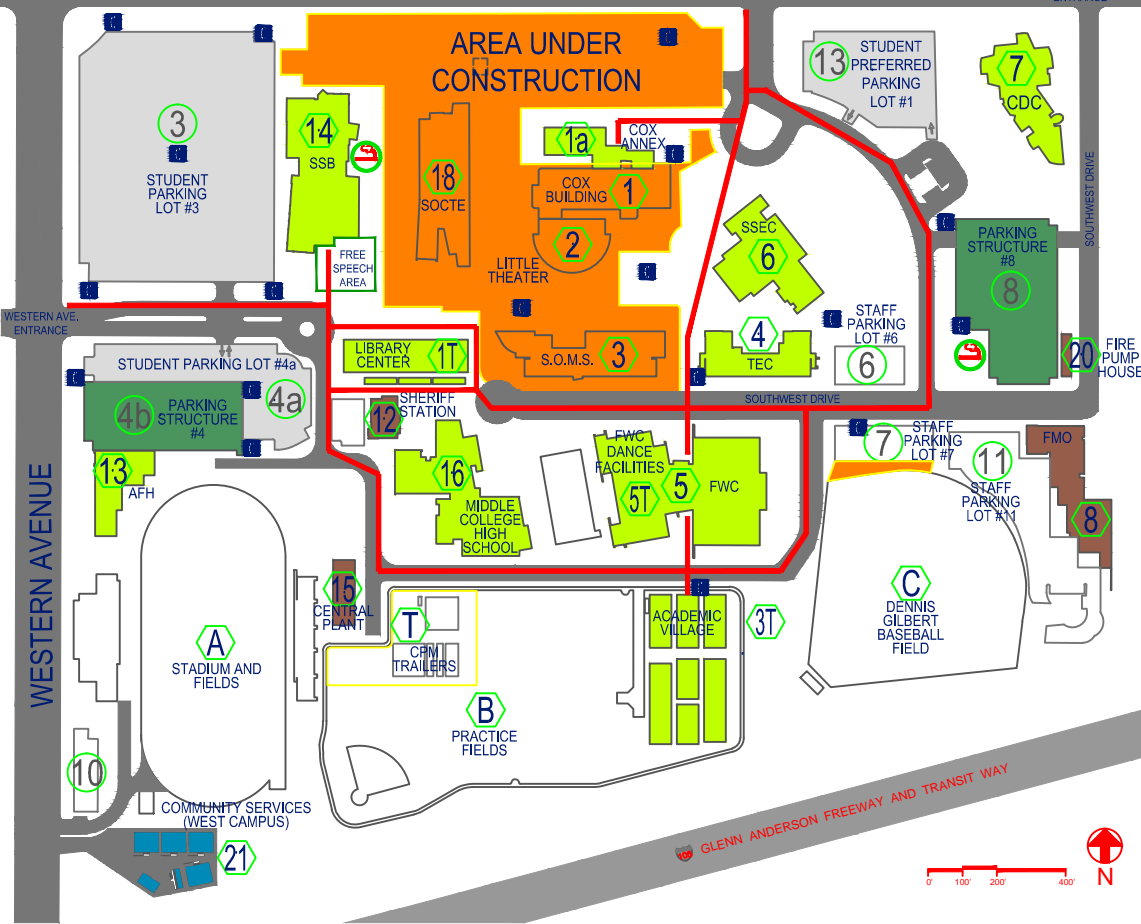 ENTRANCE
AREA UNDER
CONSTRUCTION
3
STUDENT
PARKING
LOT #3
14
SSB
FREE
SPEECH
AREA
18
SOCTE
1a
COX
ANNEX
COX
BUILDING
1
2
LITTLE
THEATER
S.O.M.S.
3
13
STUDENT
PREFERRED
PARKING
LOT #1
7
CDC
SOUTHWEST DRIVE
SSEC
6
4
TEC
STAFF
PARKING
LOT #6
6
PARKING
STRUCTURE
#8
8
20
FIRE
PUMP
HOUSE
WESTERN AVE.
ENTRANCE
LIBRARY
CENTER
1T
STUDENT PARKING LOT #4a
4a
4b
PARKING
STRUCTURE
#4
SHERIFF
STATION
12
SOUTHWEST DRIVE
13
AFH
16
MIDDLE
COLLEGE
HIGH
SCHOOL
FWC
DANCE
FACILITIES
5T
5
FWC
7
STAFF
PARKING
LOT #7
11
STAFF
PARKING
LOT #11
FMO
8
WESTERN AVENUE
15
CENTRAL
PLANT
A
STADIUM AND
FIELDS
T
CPM
TRAILERS
B
PRACTICE
FIELDS
ACADEMIC
VILLAGE
3T
C
DENNIS
GILBERT
BASEBALL
FIELD
10
COMMUNITY SERVICES
(WEST CAMPUS)
21
105
GLENN ANDERSON FREEWAY AND TRANSIT WAY
0' 100' 200' 400'
N